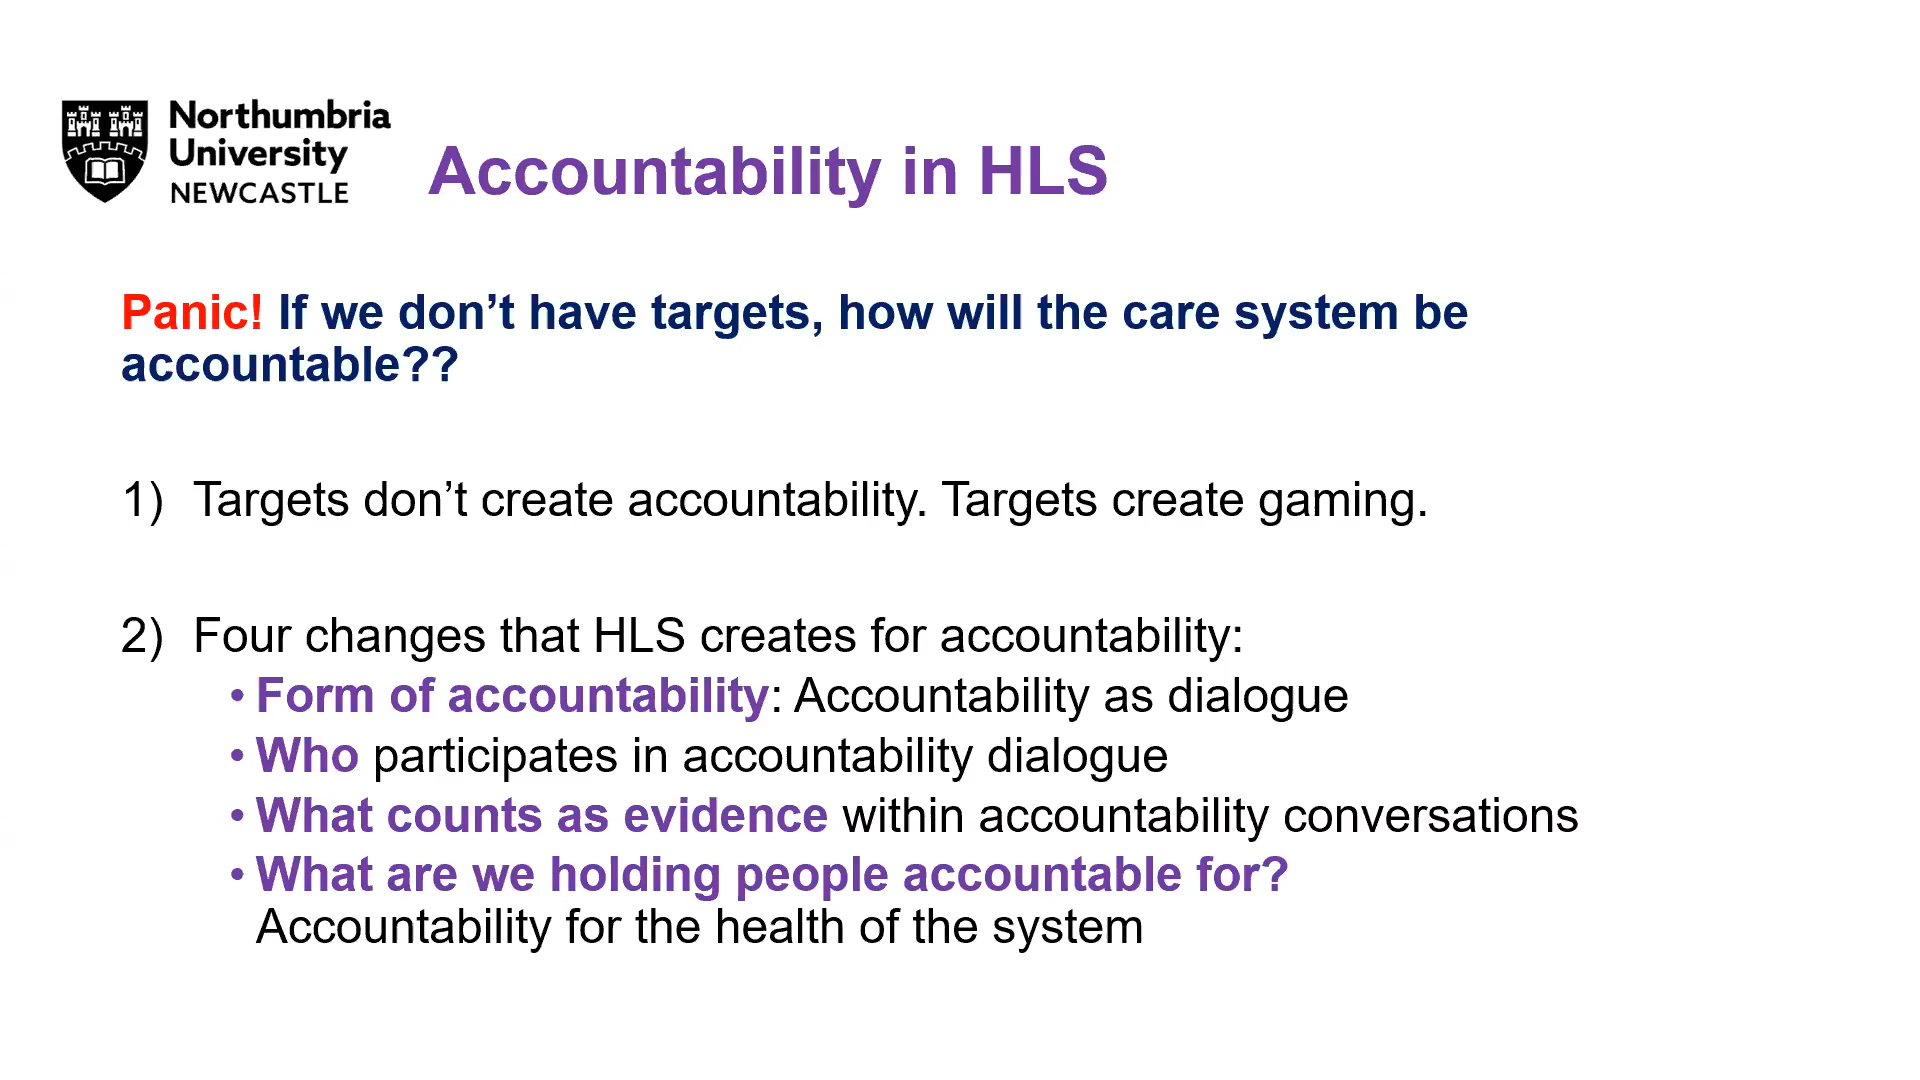 Northumbria
University
NEWCASTLE
Accountability in HLS
Panic! If we don’t have targets, how will the care system be
accountable??
1) Targets don’t create accountability. Targets create gaming.
2) Four changes that HLS creates for accountability:
• Form of accountability: Accountability as dialogue
• Who participates in accountability dialogue
• What counts as evidence within accountability conversations
• What are we holding people accountable for?
Accountability for the health of the system